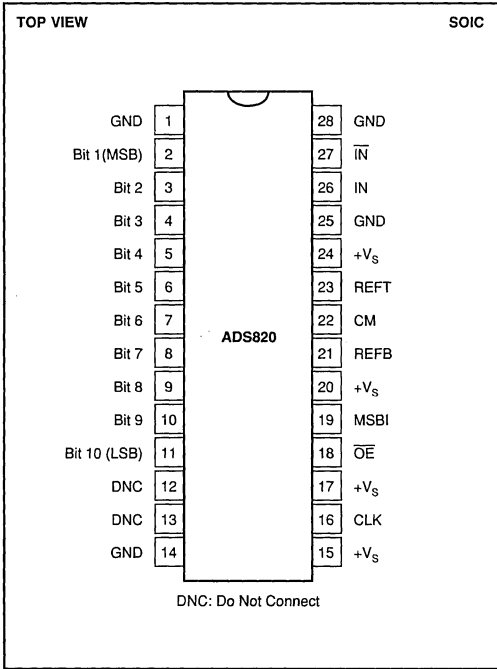 TOP VIEW SOIC
GND 1 28 GND
Bit 1(MSB) 2 27 I̅N̅
Bit 2 3 26 IN
Bit 3 4 25 GND
Bit 4 5 24 +VS
Bit 5 6 23 REFT
Bit 6 7 22 CM
ADS820
Bit 7 8 21 REFB
Bit 8 9 20 +VS
Bit 9 10 19 MSBI
Bit 10 (LSB) 11 18 O̅E̅
DNC 12 17 +VS
DNC 13 16 CLK
GND 14 15 +VS
DNC: Do Not Connect